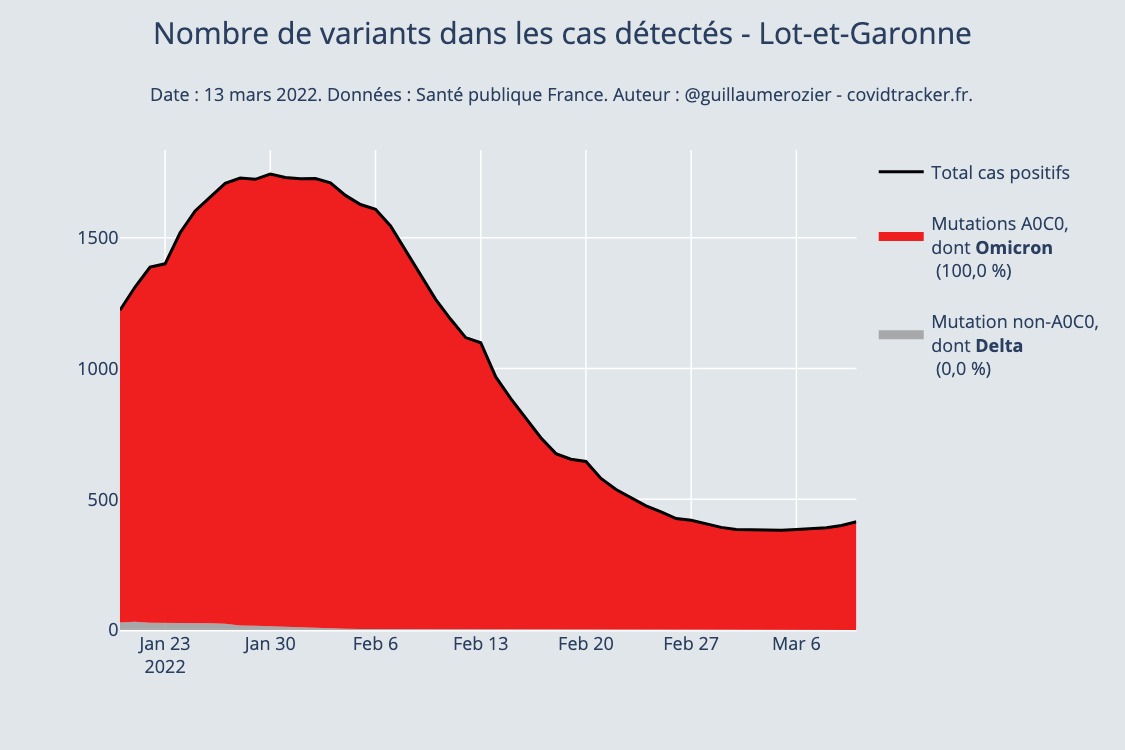 Nombre de variants dans les cas détectés - Lot-et-Garonne
Date : 13 mars 2022. Données : Santé publique France. Auteur : @guillaumerozier - covidtracker.fr.
Total cas positifs
Mutations A0C0,
dont Omicron
(100,0 %)
Mutation non-A0C0,
dont Delta
(0,0 %)
1500
1000
500
0
Jan 23
2022
Jan 30
Feb 6
Feb 13
Feb 20
Feb 27
Mar 6